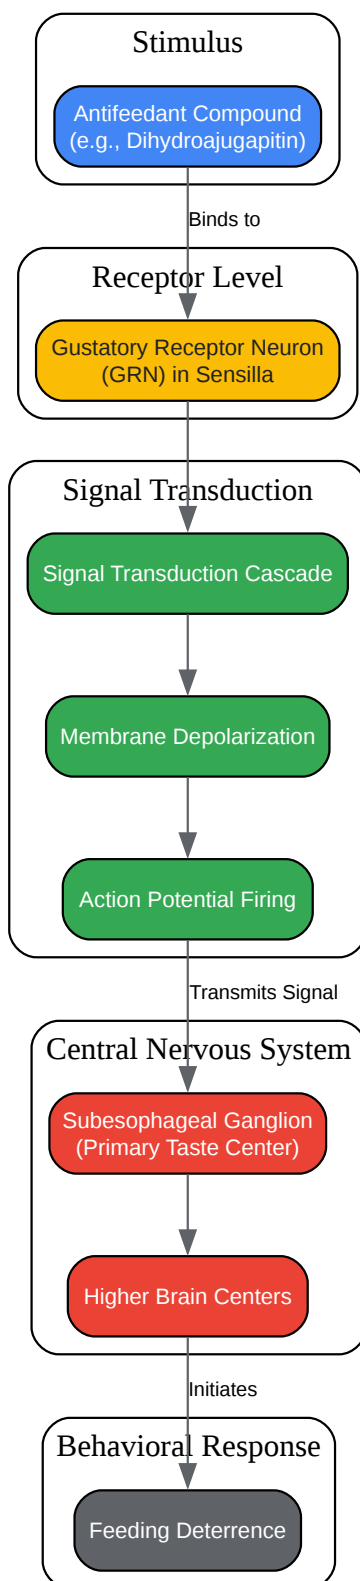 Stimulus
Antifeedant Compound
(e.g., Dihydroajugapitin)
Binds to
Receptor Level
Gustatory Receptor Neuron
(GRN) in Sensilla
Signal Transduction
Signal Transduction Cascade
Membrane Depolarization
Action Potential Firing
Transmits Signal
Central Nervous System
Subesophageal Ganglion
(Primary Taste Center)
Higher Brain Centers
Initiates
Behavioral Response
Feeding Deterrence